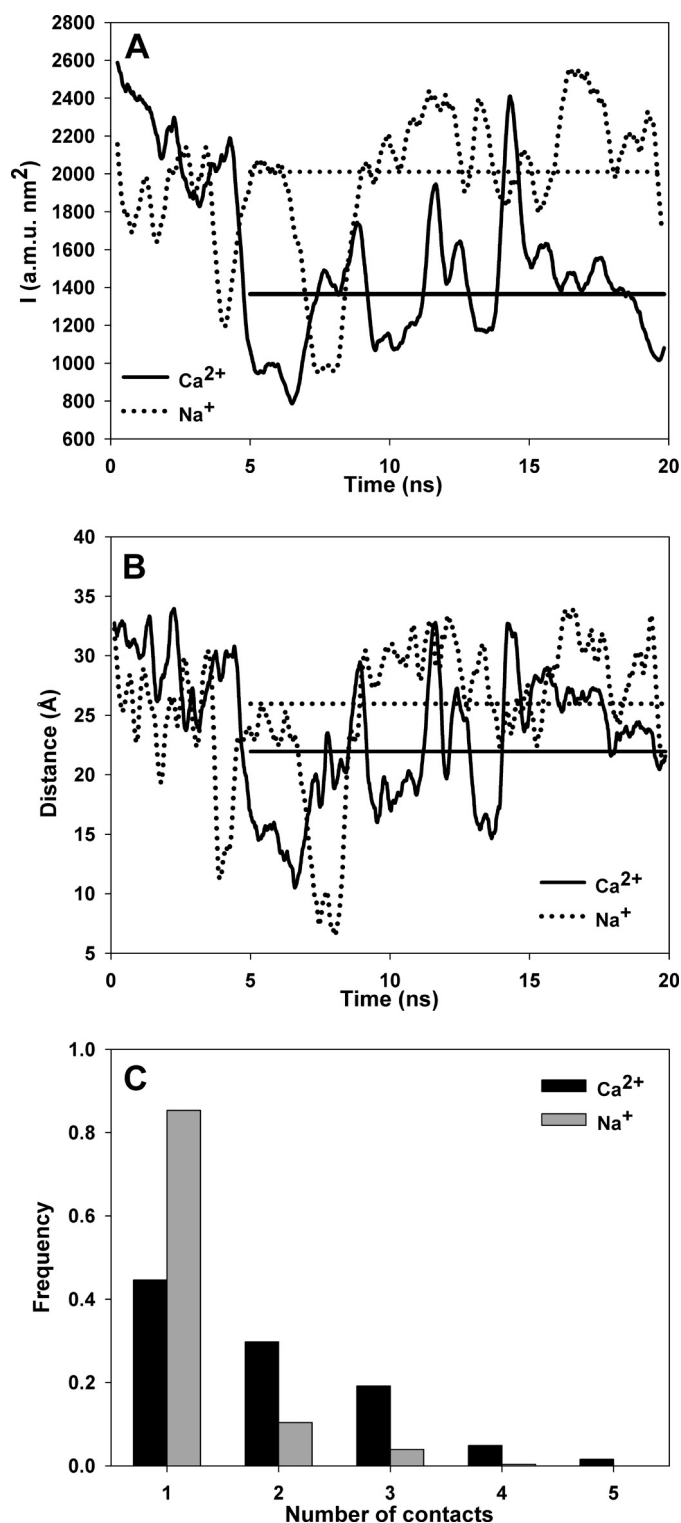 A
I (a.m.u. nm²)
2800
2600
2400
2200
2000
1800
1600
1400
1200
1000
800
600
Ca²⁺
Na⁺
0 5 10 15 20
Time (ns)
B
Distance (Å)
40
35
30
25
20
15
10
5
Ca²⁺
Na⁺
0 5 10 15 20
Time (ns)
C
Frequency
1.0
0.8
0.6
0.4
0.2
0.0
Ca²⁺
Na⁺
1 2 3 4 5
Number of contacts